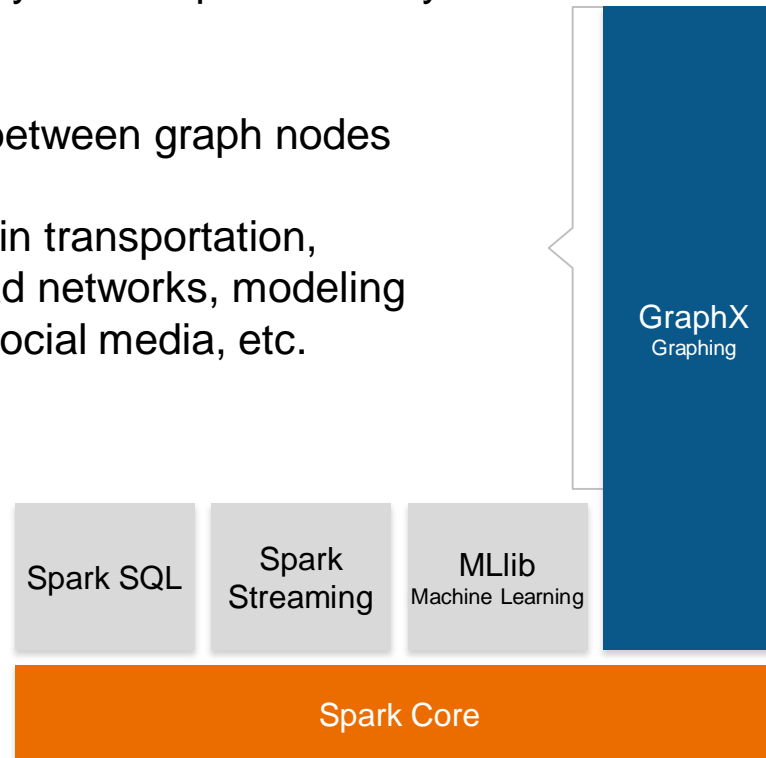 between graph nodes
in transportation,
networks, modeling
social media, etc.
GraphX
Graphing
Spark SQL
Spark
Streaming
MLlib
Machine Learning
Spark Core